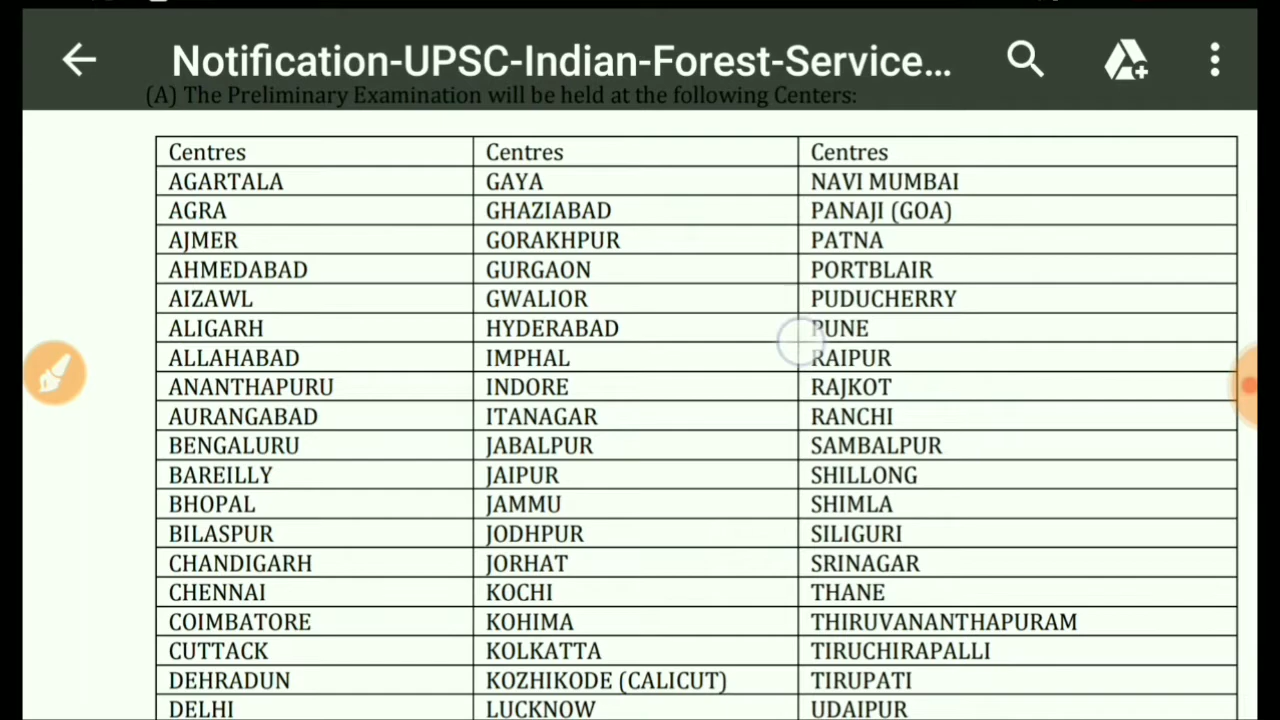 Notification-UPSC-Indian-Forest-Service...
(A) The Preliminary Examination will be held at the following Centers:
Centres Centres Centres
AGARTALA GAYA NAVI MUMBAI
AGRA GHAZIABAD PANAJI (GOA)
AJMER GORAKHPUR PATNA
AHMEDABAD GURGAON PORTBLAIR
AIZAWL GWALIOR PUDUCHERRY
ALIGARH HYDERABAD PUNE
ALLAHABAD IMPHAL RAIPUR
ANANTHAPURU INDORE RAJKOT
AURANGABAD ITANAGAR RANCHI
BENGALURU JABALPUR SAMBALPUR
BAREILLY JAIPUR SHILLONG
BHOPAL JAMMU SHIMLA
BILASPUR JODHPUR SILIGURI
CHANDIGARH JORHAT SRINAGAR
CHENNAI KOCHI THANE
COIMBATORE KOHIMA THIRUVANANTHAPURAM
CUTTACK KOLKATTA TIRUCHIRAPALLI
DEHRADUN KOZHIKODE (CALICUT) TIRUPATI
DELHI LUCKNOW UDAIPUR